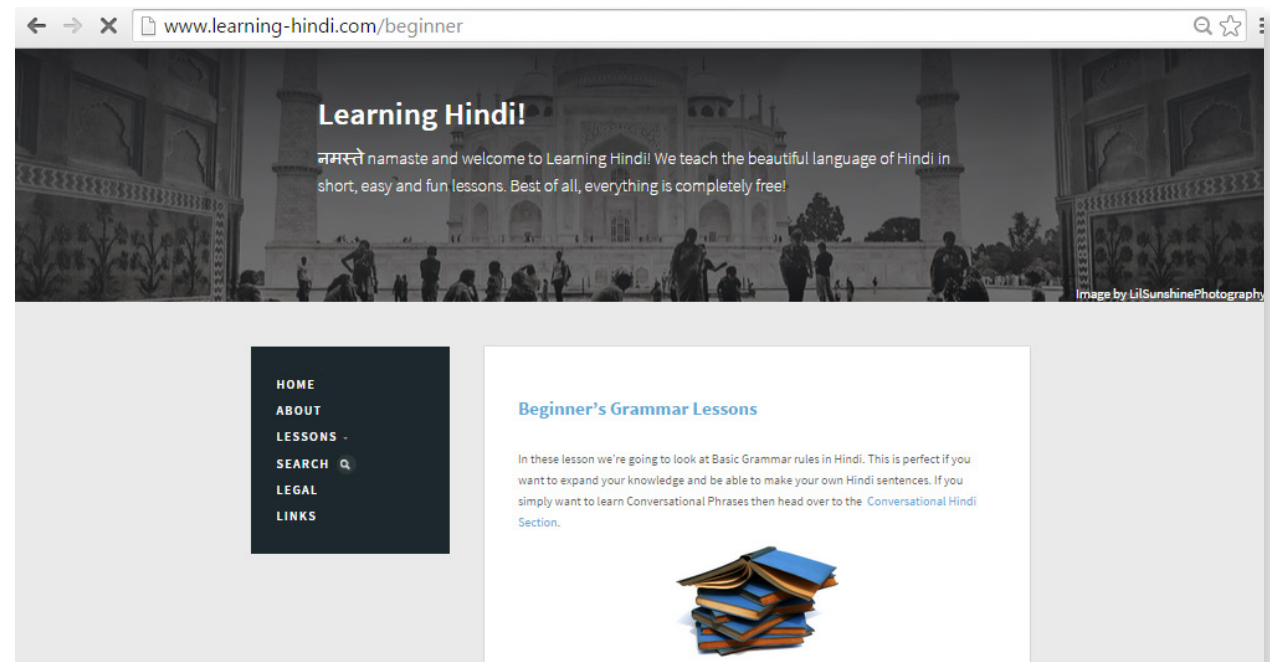 www.learning-hindi.com/beginner
Learning Hindi!
नमस्ते namaste and welcome to Learning Hindi! We teach the beautiful language of Hindi in
short, easy and fun lessons. Best of all, everything is completely free!
Image by LilSunshinePhotography
HOME
ABOUT
LESSONS
SEARCH
LEGAL
LINKS
Beginner's Grammar Lessons
In these lesson we're going to look at Basic Grammar rules in Hindi. This is perfect if you
want to expand your knowledge and be able to make your own Hindi sentences. If you
simply want to learn Conversational Phrases then head over to the Conversational Hindi
Section.